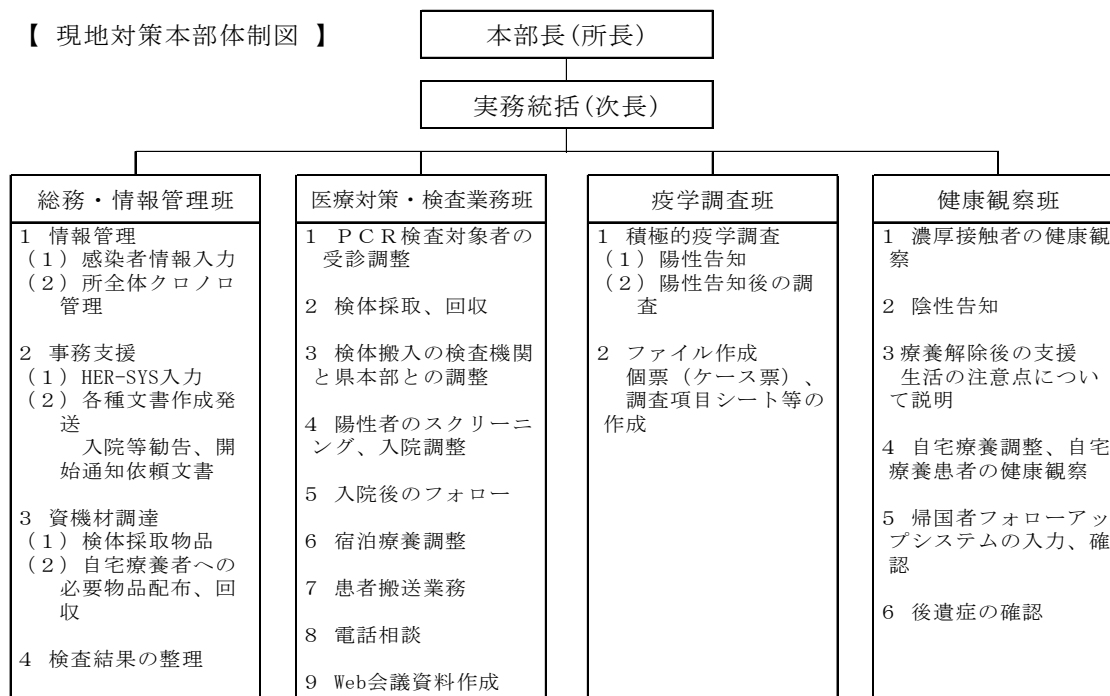 【 現地対策本部体制図 】
本部長(所長)
実務統括(次長)
総務・情報管理班
1 情報管理
(1)感染者情報入力
(2)所全体クロノロ
管理
2 事務支援
(1)HER-SYS入力
(2)各種文書作成発
送
入院等勧告、開
始通知依頼文書
3 資機材調達
(1)検体採取物品
(2)自宅療養者への
必要物品配布、回
収
4 検査結果の整理
医療対策・検査業務班
1 PCR検査対象者の
受診調整
2 検体採取、回収
3 検体搬入の検査機関
と県本部との調整
4 陽性者のスクリーニ
ング、入院調整
5 入院後のフォロー
6 宿泊療養調整
7 患者搬送業務
8 電話相談
9 Web会議資料作成
疫学調査班
1 積極的疫学調査
(1)陽性告知
(2)陽性告知後の調
査
2 ファイル作成
個票(ケース票)、
調査項目シート等の
作成
健康観察班
1 濃厚接触者の健康観
察
2 陰性告知
3療養解除後の支援
生活の注意点につい
て説明
4 自宅療養調整、自宅
療養患者の健康観察
5 帰国者フォローアッ
プシステムの入力、確
認
6 後遺症の確認